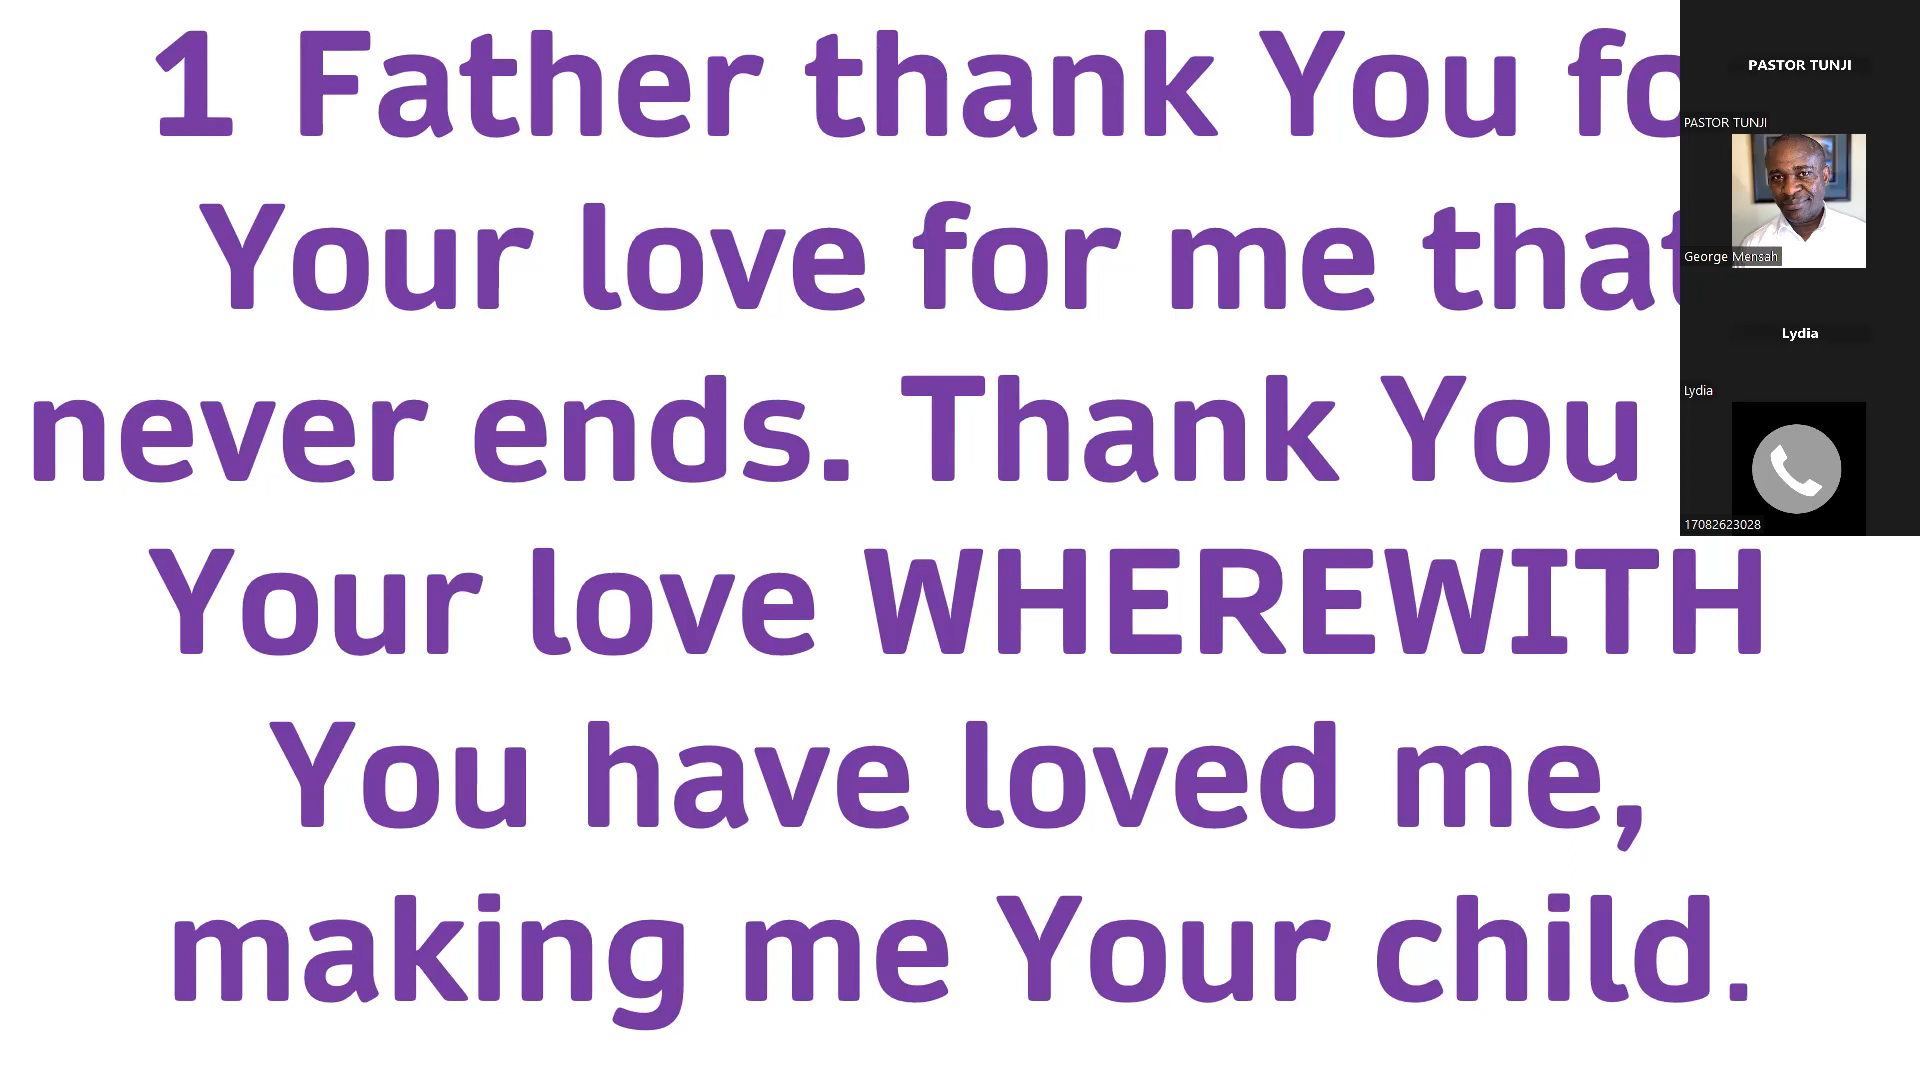 1 Father thank You fo
Your love for me that
never ends. Thank You
Your love WHEREWITH
You have loved me,
making me Your child.
PASTOR TUNJI
PASTOR TUNJI
George Mensah
Lydia
Lydia
17082623028